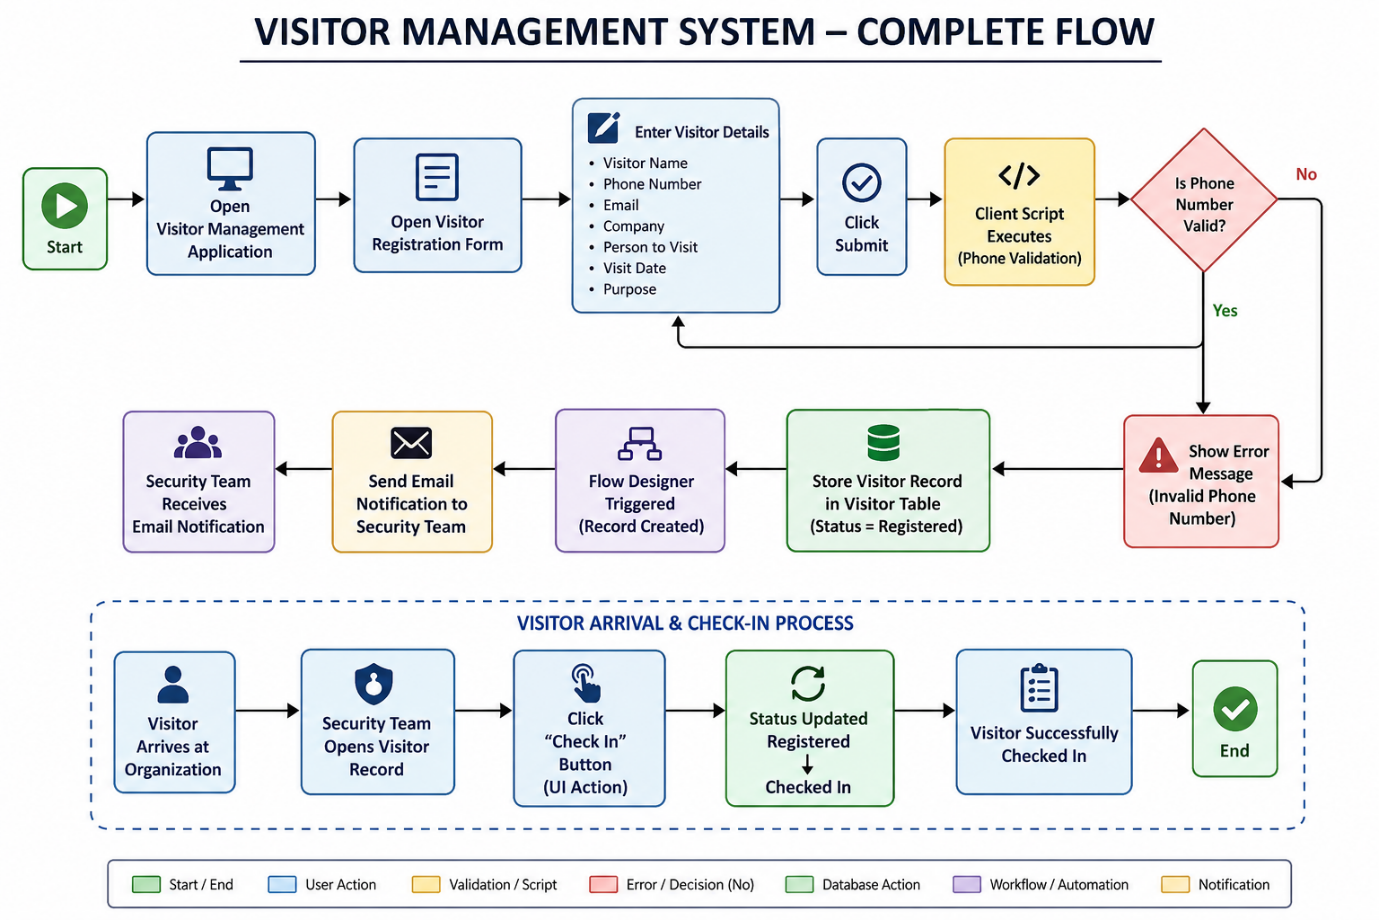 VISITOR MANAGEMENT SYSTEM – COMPLETE FLOW
Start
Open
Visitor Management
Application
Open Visitor
Registration Form
Enter Visitor Details
• Visitor Name
• Phone Number
• Email
• Company
• Person to Visit
• Visit Date
• Purpose
Click
Submit
Client Script
Executes
(Phone Validation)
Is Phone
Number
Valid?
No
Yes
Security Team
Receives
Email Notification
Send Email
Notification to
Security Team
Flow Designer
Triggered
(Record Created)
Store Visitor Record
in Visitor Table
(Status = Registered)
Show Error
Message
(Invalid Phone
Number)
VISITOR ARRIVAL & CHECK-IN PROCESS
Visitor
Arrives at
Organization
Security Team
Opens Visitor
Record
Click
“Check In”
Button
(UI Action)
Status Updated
Registered
Checked In
Visitor Successfully
Checked In
End
Start / End
User Action
Validation / Script
Error / Decision (No)
Database Action
Workflow / Automation
Notification